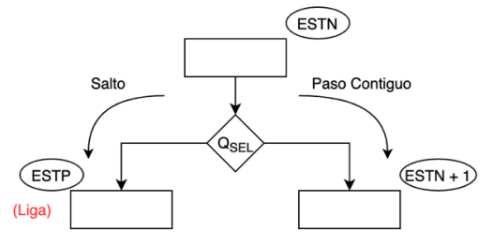 ESTN
Salto
Paso Contiguo
QSEL
ESTP
ESTN + 1
(Liga)